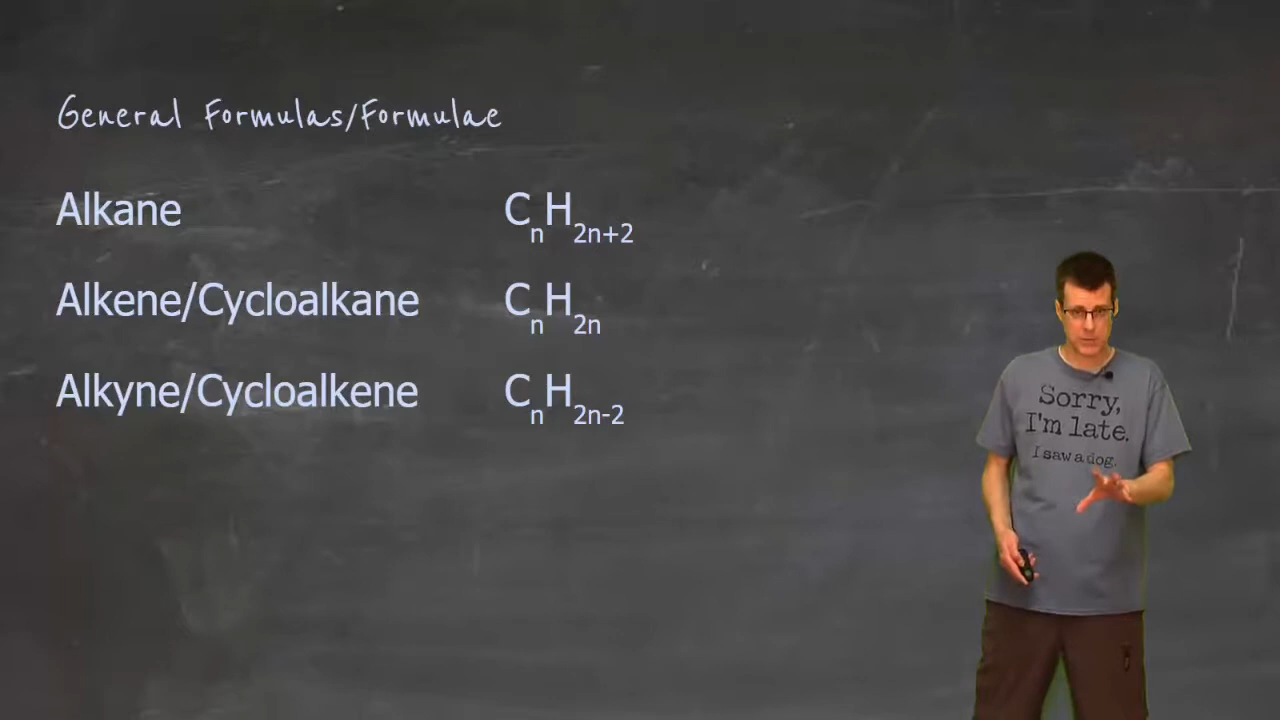 General Formulas/Formulae
Alkane CnH2n+2
Alkene/Cycloalkane CnH2n
Alkyne/Cycloalkene CnH2n-2
Sorry,
I'm late.
I saw a dog.